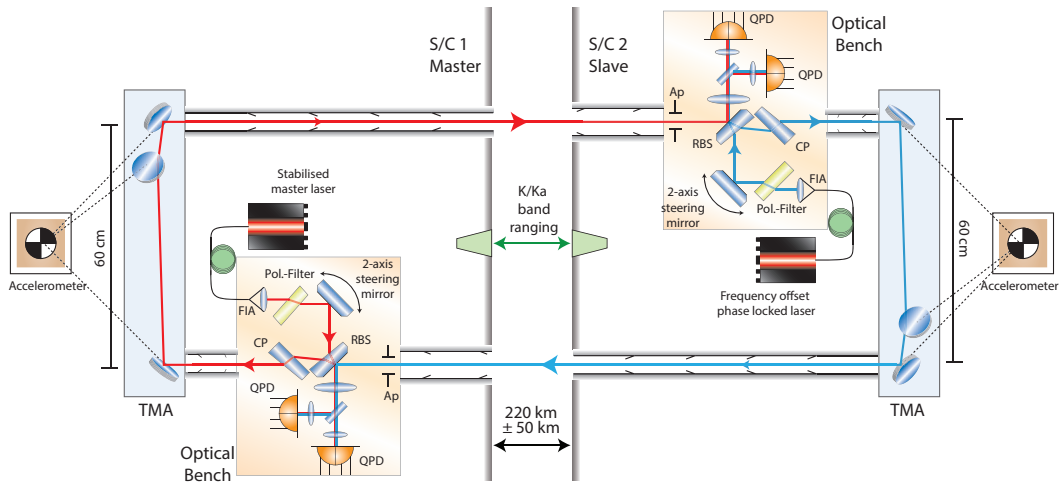 S/C 1
Master
S/C 2
Slave
QPD
QPD
Optical
Bench
Ap
RBS
CP
FIA
2-axis
steering
mirror
Pol.-Filter
Stabilised
master laser
K/Ka
band
ranging
60 cm
Accelerometer
60 cm
Accelerometer
Frequency offset
phase locked laser
Pol.-Filter
2-axis
steering
mirror
FIA
CP
RBS
Ap
QPD
QPD
TMA
Optical
Bench
220 km
± 50 km
TMA